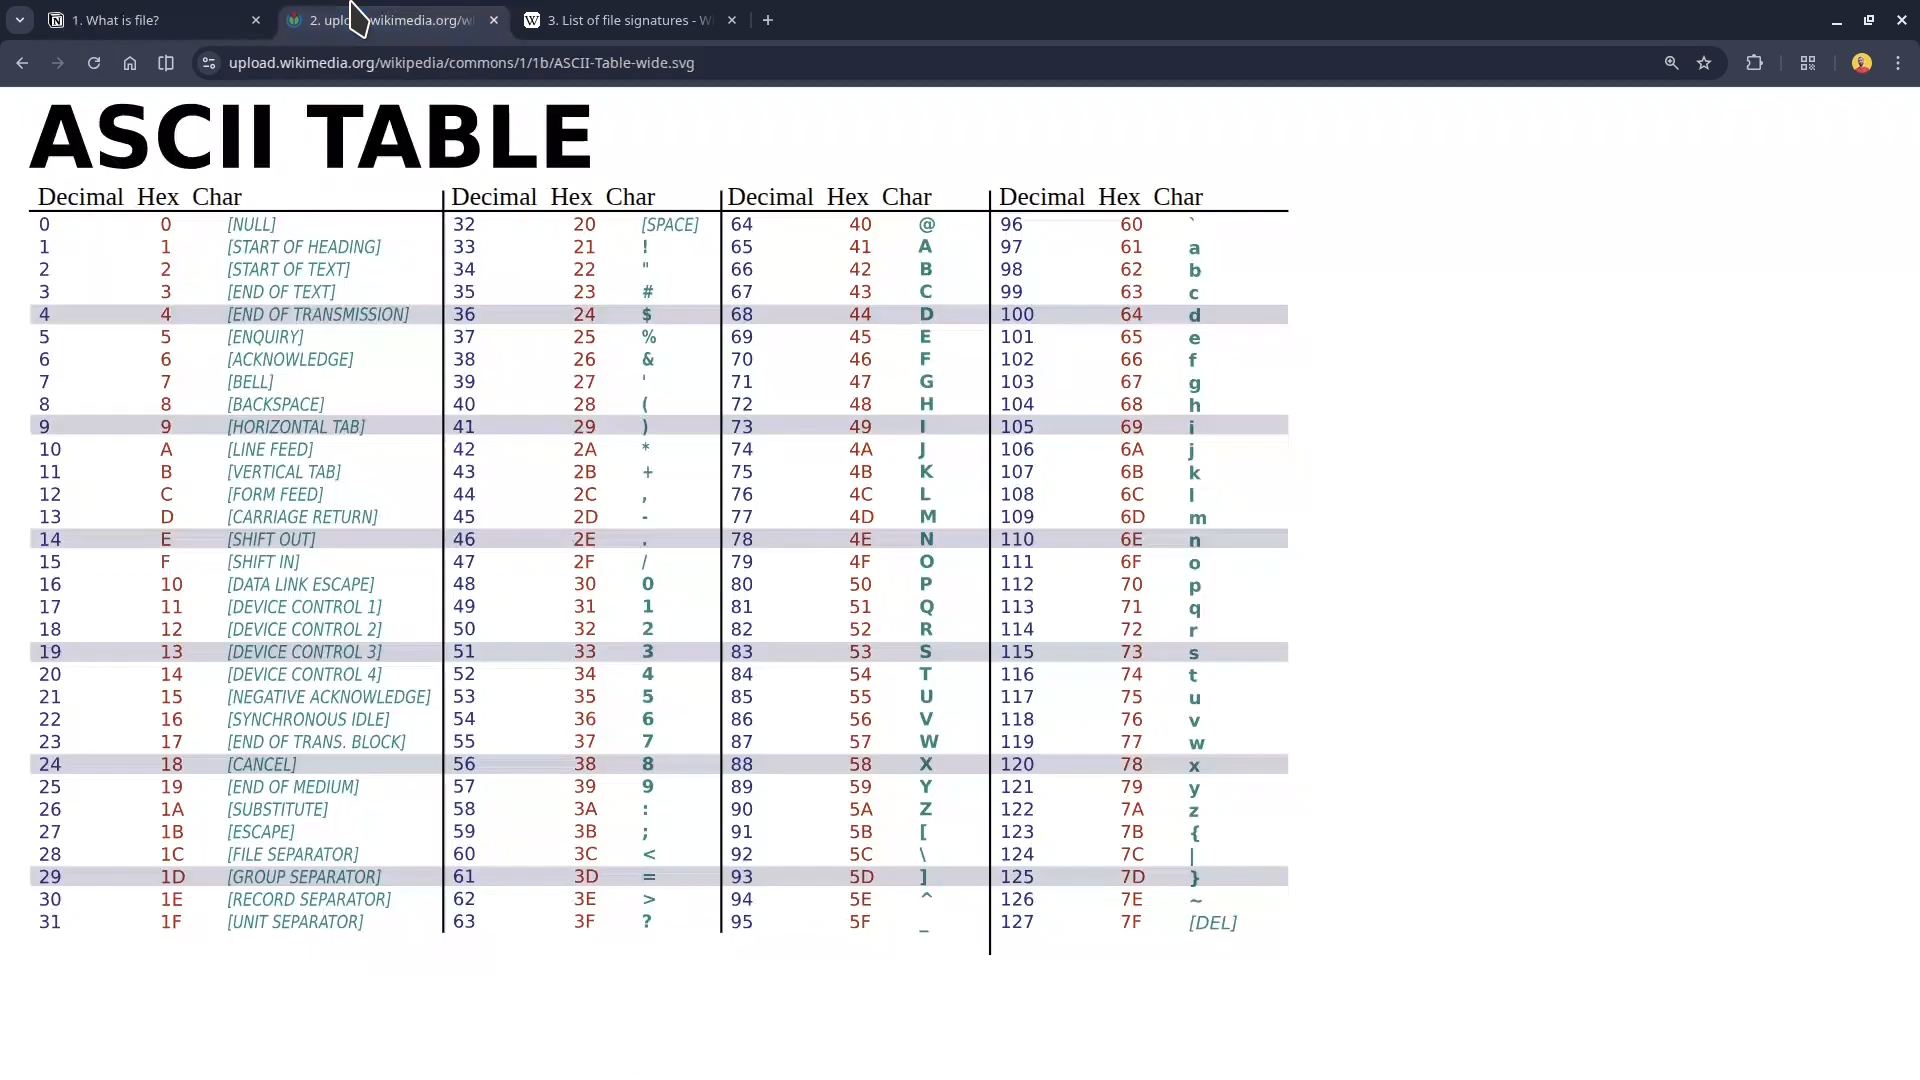 1. What is file?
2. uplo wikimedia.org/w
3. List of file signatures - W
upload.wikimedia.org/wikipedia/commons/1/1b/ASCII-Table-wide.svg
ASCII TABLE
Decimal Hex Char Decimal Hex Char Decimal Hex Char Decimal Hex Char
0 0 [NULL] 32 20 [SPACE] 64 40 @ 96 60 `
1 1 [START OF HEADING] 33 21 ! 65 41 A 97 61 a
2 2 [START OF TEXT] 34 22 " 66 42 B 98 62 b
3 3 [END OF TEXT] 35 23 # 67 43 C 99 63 c
4 4 [END OF TRANSMISSION] 36 24 $ 68 44 D 100 64 d
5 5 [ENQUIRY] 37 25 % 69 45 E 101 65 e
6 6 [ACKNOWLEDGE] 38 26 & 70 46 F 102 66 f
7 7 [BELL] 39 27 ' 71 47 G 103 67 g
8 8 [BACKSPACE] 40 28 ( 72 48 H 104 68 h
9 9 [HORIZONTAL TAB] 41 29 ) 73 49 I 105 69 i
10 A [LINE FEED] 42 2A * 74 4A J 106 6A j
11 B [VERTICAL TAB] 43 2B + 75 4B K 107 6B k
12 C [FORM FEED] 44 2C , 76 4C L 108 6C l
13 D [CARRIAGE RETURN] 45 2D - 77 4D M 109 6D m
14 E [SHIFT OUT] 46 2E . 78 4E N 110 6E n
15 F [SHIFT IN] 47 2F / 79 4F O 111 6F o
16 10 [DATA LINK ESCAPE] 48 30 0 80 50 P 112 70 p
17 11 [DEVICE CONTROL 1] 49 31 1 81 51 Q 113 71 q
18 12 [DEVICE CONTROL 2] 50 32 2 82 52 R 114 72 r
19 13 [DEVICE CONTROL 3] 51 33 3 83 53 S 115 73 s
20 14 [DEVICE CONTROL 4] 52 34 4 84 54 T 116 74 t
21 15 [NEGATIVE ACKNOWLEDGE] 53 35 5 85 55 U 117 75 u
22 16 [SYNCHRONOUS IDLE] 54 36 6 86 56 V 118 76 v
23 17 [END OF TRANS. BLOCK] 55 37 7 87 57 W 119 77 w
24 18 [CANCEL] 56 38 8 88 58 X 120 78 x
25 19 [END OF MEDIUM] 57 39 9 89 59 Y 121 79 y
26 1A [SUBSTITUTE] 58 3A : 90 5A Z 122 7A z
27 1B [ESCAPE] 59 3B ; 91 5B [ 123 7B {
28 1C [FILE SEPARATOR] 60 3C < 92 5C \ 124 7C |
29 1D [GROUP SEPARATOR] 61 3D = 93 5D ] 125 7D }
30 1E [RECORD SEPARATOR] 62 3E > 94 5E ^ 126 7E ~
31 1F [UNIT SEPARATOR] 63 3F ? 95 5F _ 127 7F [DEL]